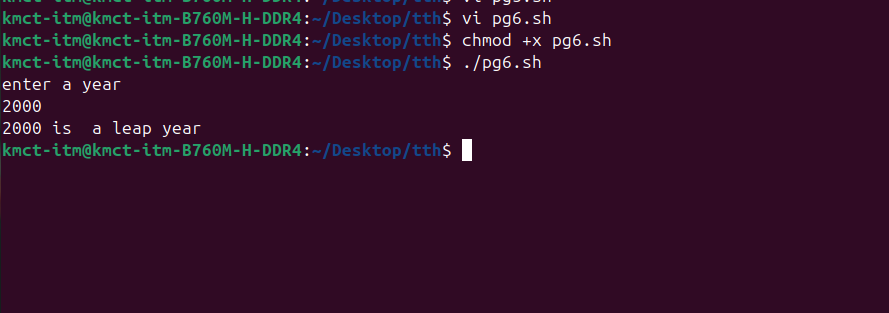 kmct-itm@kmct-itm-B760M-H-DDR4:~/Desktop/tth$ vi pg6.sh
kmct-itm@kmct-itm-B760M-H-DDR4:~/Desktop/tth$ chmod +x pg6.sh
kmct-itm@kmct-itm-B760M-H-DDR4:~/Desktop/tth$ ./pg6.sh
enter a year
2000
2000 is  a leap year
kmct-itm@kmct-itm-B760M-H-DDR4:~/Desktop/tth$